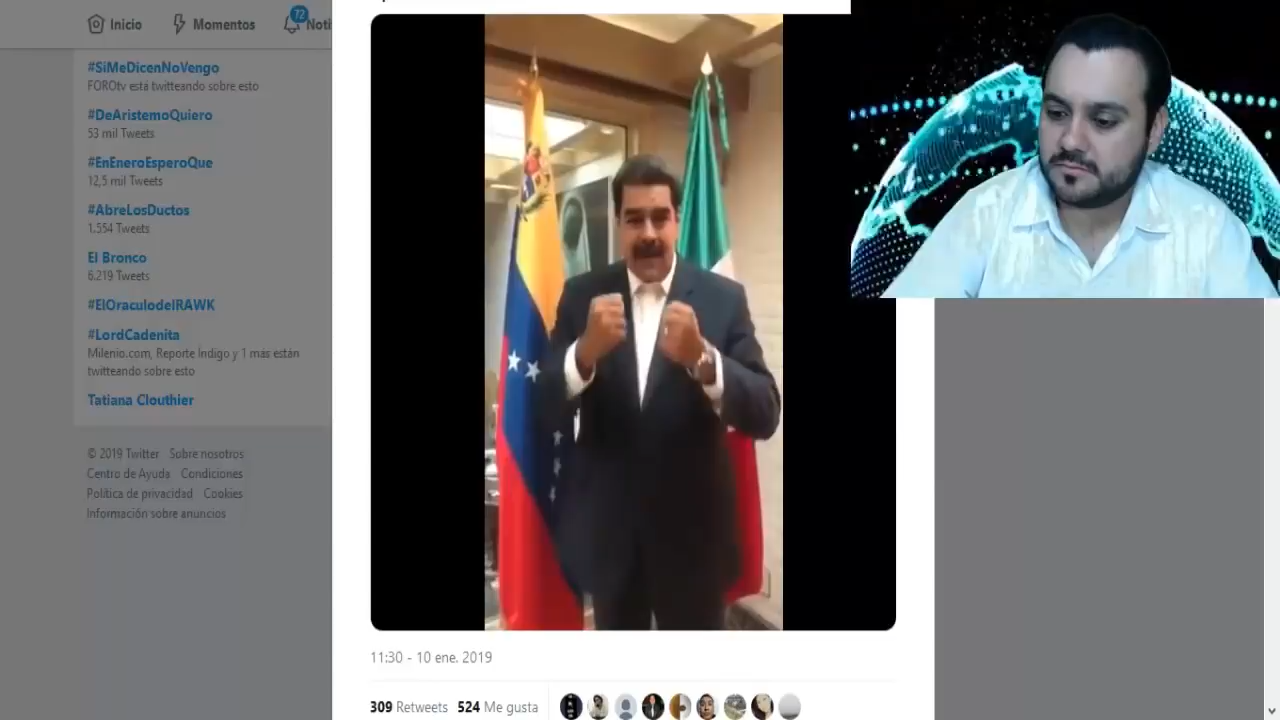 Inicio
Momentos
72
Noti
#SiMeDicenNoVengo
FOROtv está twitteando sobre esto
#DeAristemoQuiero
53 mil Tweets
#EnEneroEsperoQue
12,5 mil Tweets
#AbreLosDuctos
1.554 Tweets
El Bronco
6.219 Tweets
#ElOraculodelRAWK
#LordCadenita
Milenio.com, Reporte Índigo y 1 más están
twitteando sobre esto
Tatiana Clouthier
© 2019 Twitter Sobre nosotros
Centro de Ayuda Condiciones
Política de privacidad Cookies
Información sobre anuncios
11:30 - 10 ene. 2019
309 Retweets 524 Me gusta